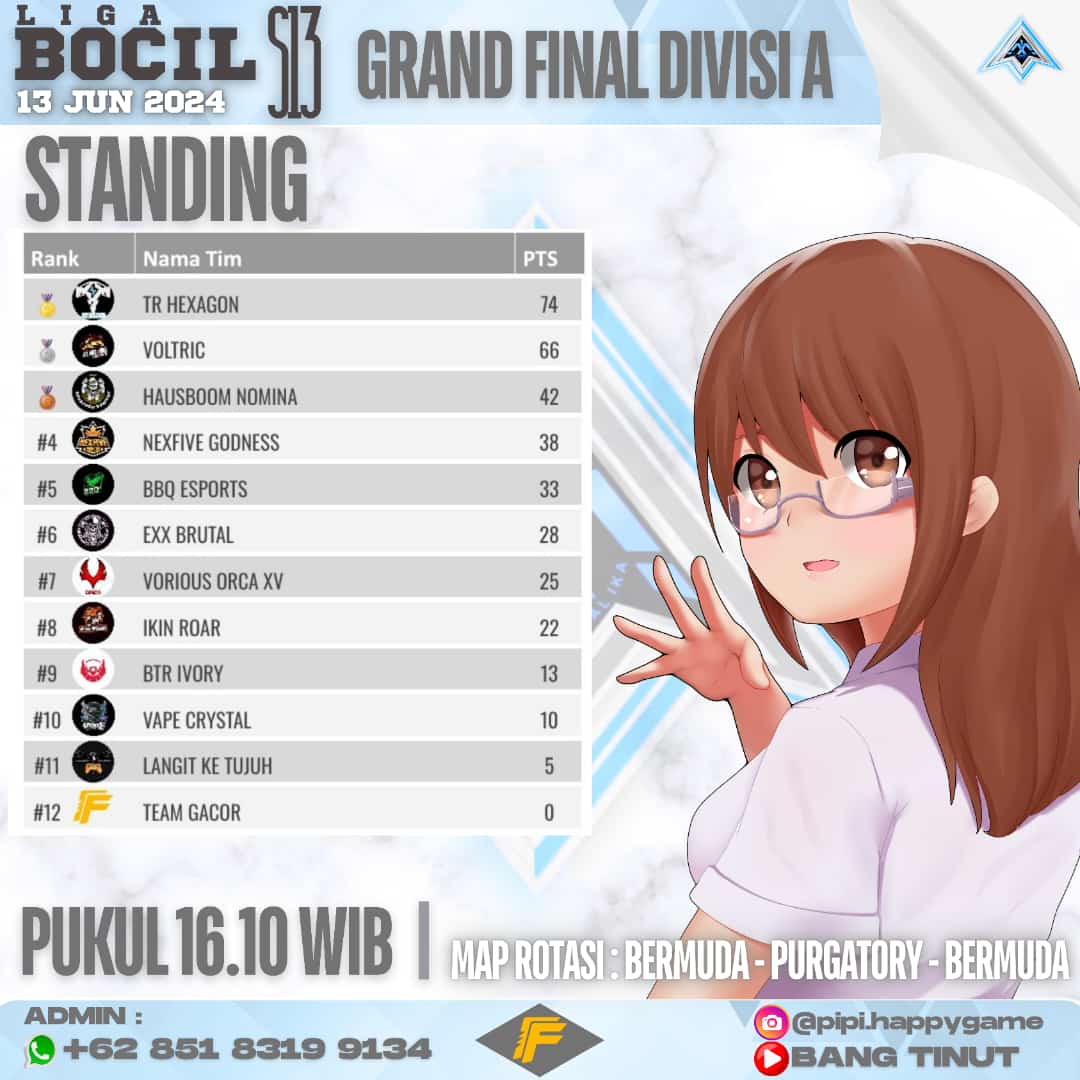 LIGA
BOCIL S13
13 JUN 2024
GRAND FINAL DIVISI A
STANDING
Rank Nama Tim PTS
TR HEXAGON 74
VOLTRIC 66
HAUSBOOM NOMINA 42
#4 NEXFIVE GODNESS 38
#5 BBQ ESPORTS 33
#6 EXX BRUTAL 28
#7 VORIOUS ORCA XV 25
#8 IKIN ROAR 22
#9 BTR IVORY 13
#10 VAPE CRYSTAL 10
#11 LANGIT KE TUJUH 5
#12 TEAM GACOR 0
PUKUL 16.10 WIB | MAP ROTASI : BERMUDA - PURGATORY - BERMUDA
ADMIN :
+62 851 8319 9134
@pipi.happygame
BANG TINUT